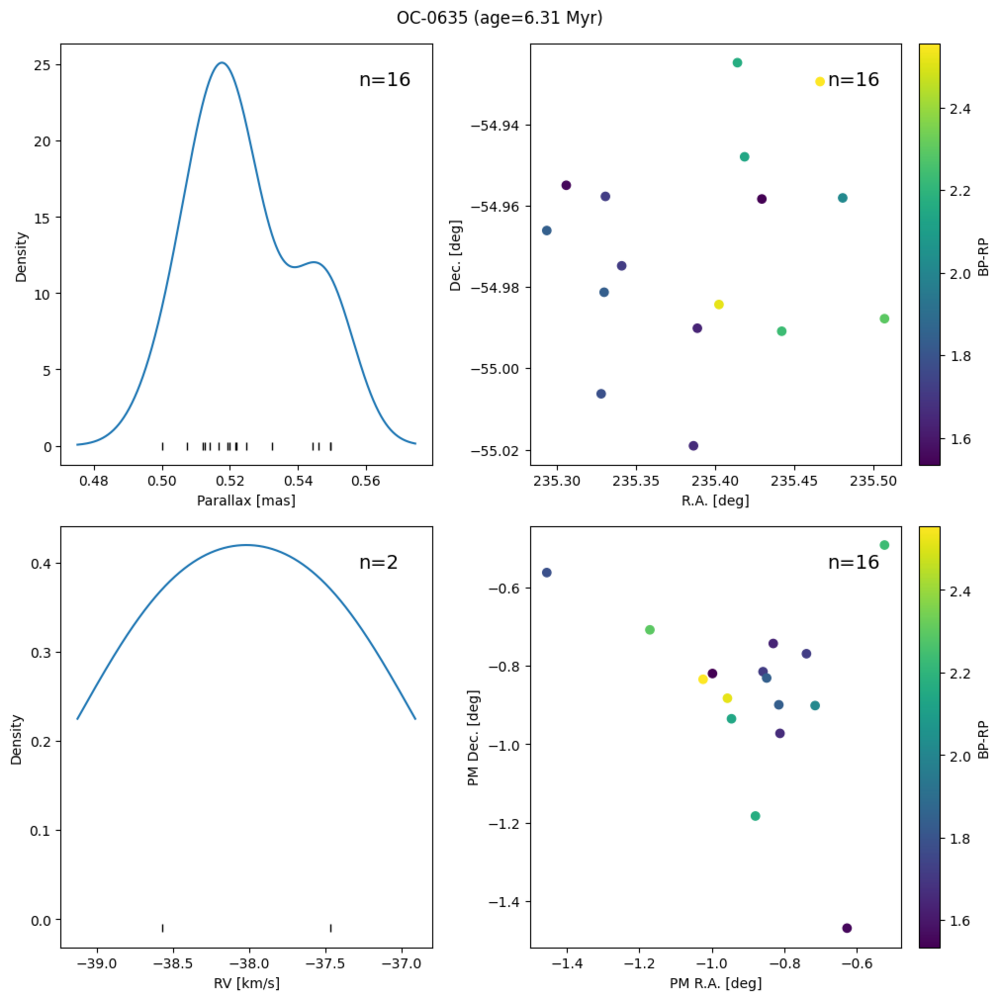 OC-0635 (age=6.31 Myr)
n=16
25
20
15
10
5
0
Density
0.48 0.50 0.52 0.54 0.56
Parallax [mas]
n=16
−54.94
−54.96
−54.98
−55.00
−55.02
Dec. [deg]
235.30 235.35 235.40 235.45 235.50
R.A. [deg]
2.4
2.2
2.0
1.8
1.6
BP-RP
n=2
0.4
0.3
0.2
0.1
0.0
Density
−39.0 −38.5 −38.0 −37.5 −37.0
RV [km/s]
n=16
−0.6
−0.8
−1.0
−1.2
−1.4
PM Dec. [deg]
−1.4 −1.2 −1.0 −0.8 −0.6
PM R.A. [deg]
2.4
2.2
2.0
1.8
1.6
BP-RP